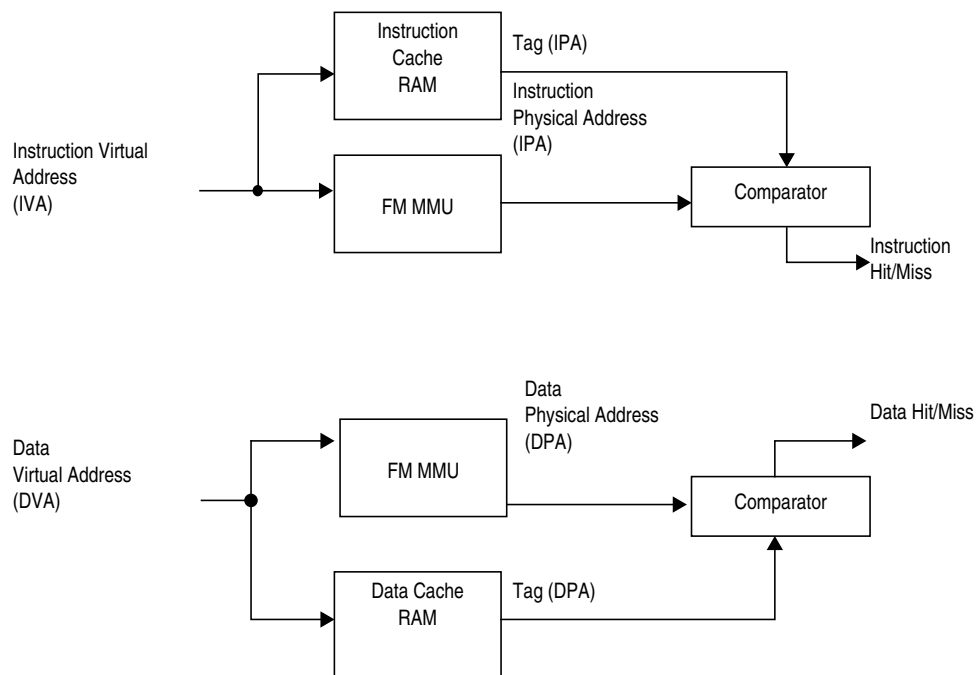 Instruction
Cache
RAM
Tag (IPA)
Instruction
Physical Address
(IPA)
Instruction Virtual
Address
(IVA)
FM MMU
Comparator
Instruction
Hit/Miss
Data
Physical Address
(DPA)
Data Hit/Miss
Data
Virtual Address
(DVA)
FM MMU
Comparator
Data Cache
RAM
Tag (DPA)